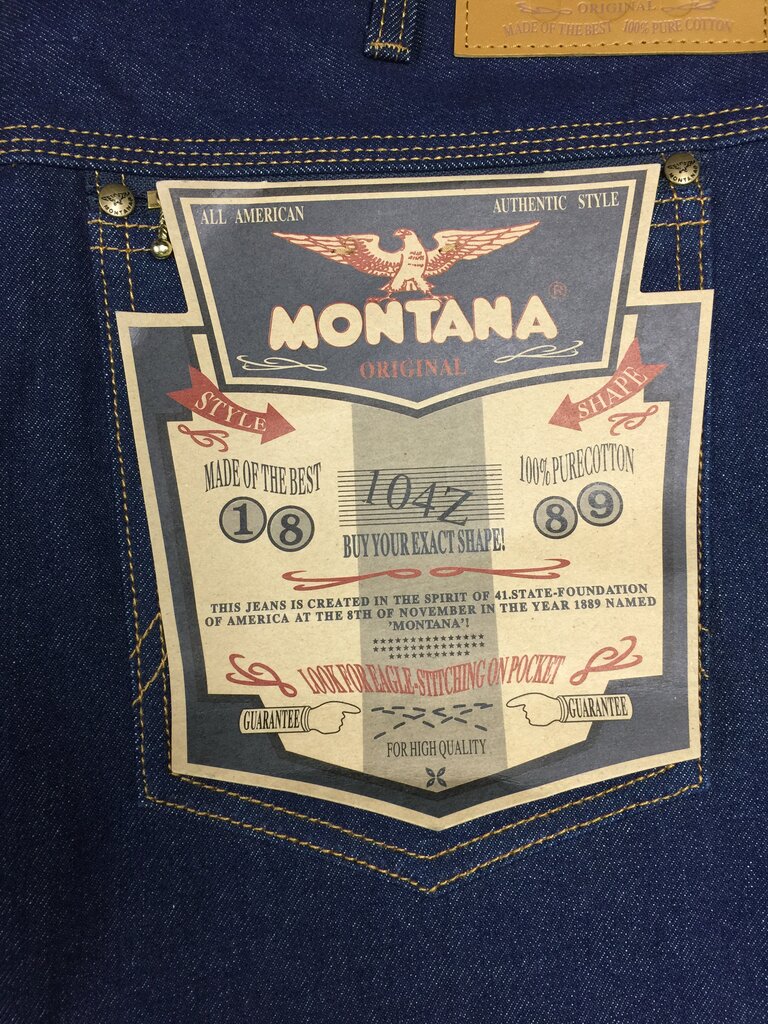 ORIGINAL
MADE OF THE BEST 100% PURE COTTON
MONTANA
MONTANA
ALL AMERICAN
AUTHENTIC STYLE
MONTANA ®
ORIGINAL
STYLE
SHAPE
MADE OF THE BEST
100% PURECOTTON
18
104Z
89
BUY YOUR EXACT SHAPE!
THIS JEANS IS CREATED IN THE SPIRIT OF 41.STATE-FOUNDATION
OF AMERICA AT THE 8TH OF NOVEMBER IN THE YEAR 1889 NAMED
'MONTANA'!
LOOK FOR EAGLE-STITCHING ON POCKET
GUARANTEE
GUARANTEE
FOR HIGH QUALITY